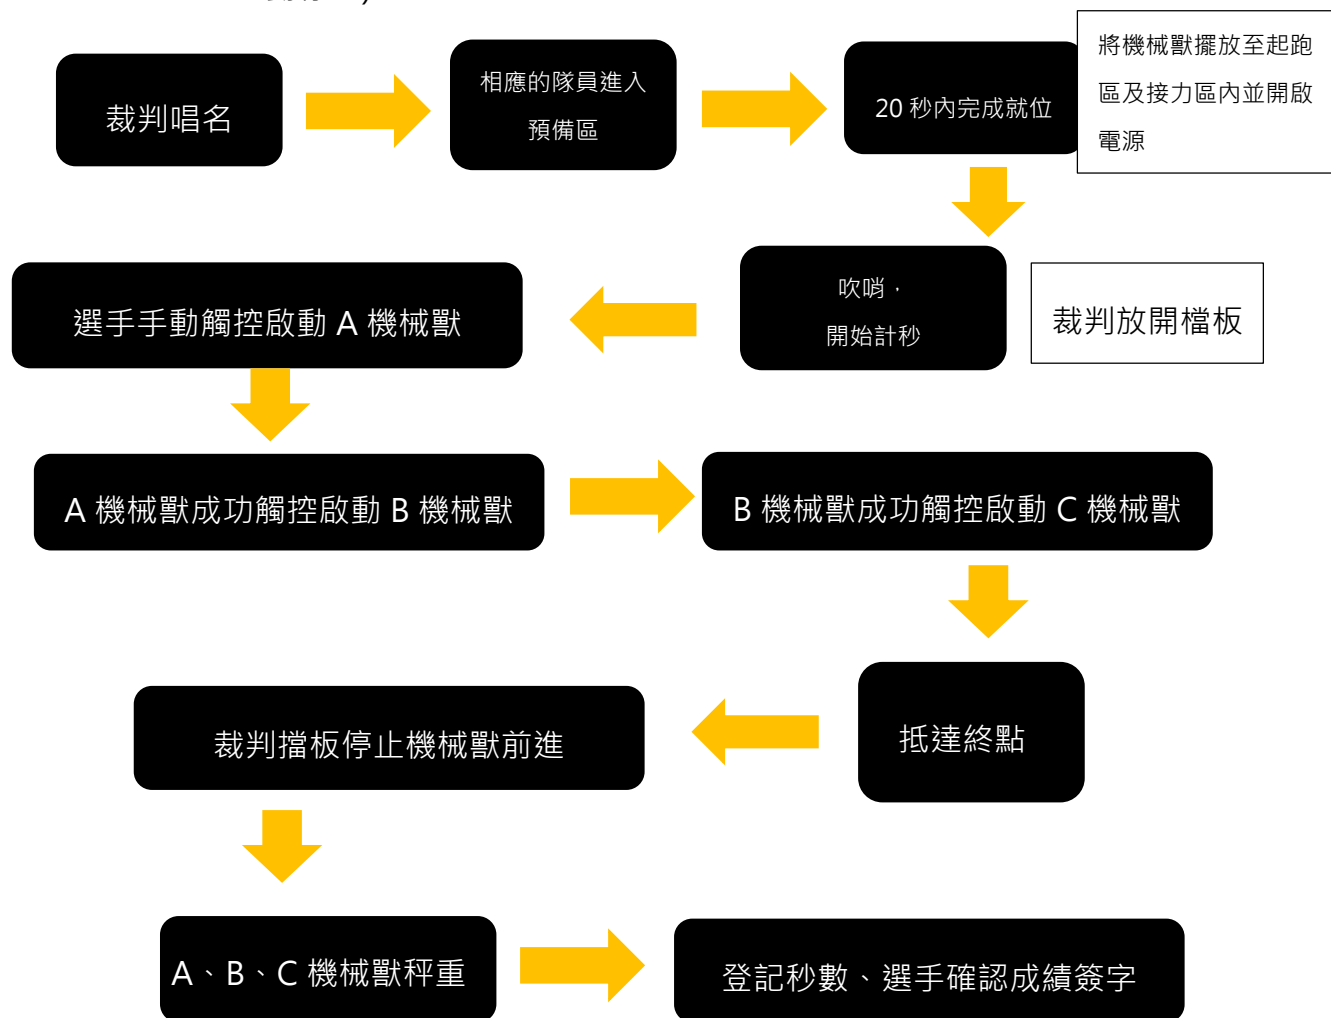 裁判唱名
相應的隊員進入
預備區
20 秒內完成就位
將機械獸擺放至起跑
區及接力區內並開啟
電源
吹哨，
開始計秒
裁判放開檔板
選手手動觸控啟動 A 機械獸
A 機械獸成功觸控啟動 B 機械獸
B 機械獸成功觸控啟動 C 機械獸
抵達終點
裁判擋板停止機械獸前進
A、B、C 機械獸秤重
登記秒數、選手確認成績簽字